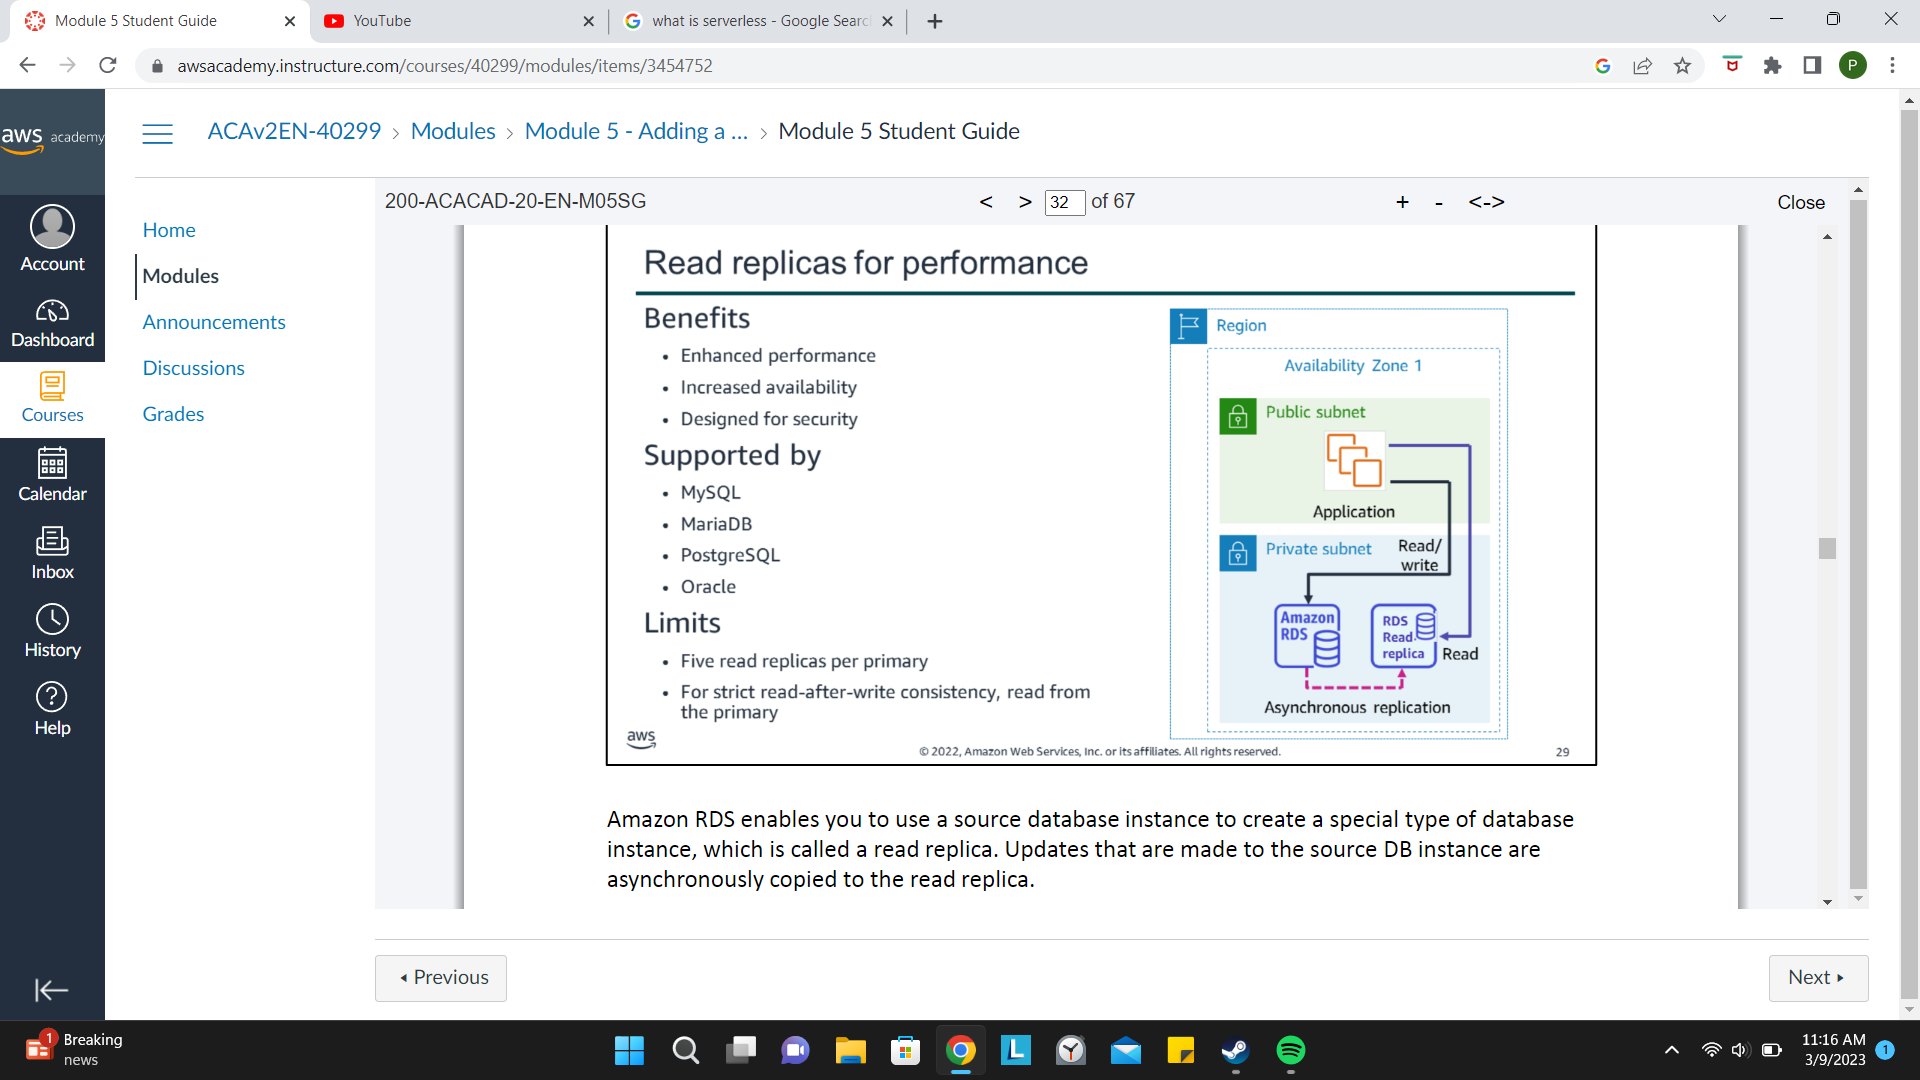 Module 5 Student Guide
YouTube
what is serverless - Google Searc
awsacademy.instructure.com/courses/40299/modules/items/3454752
P
aws academy
ACAv2EN-40299 > Modules > Module 5 - Adding a ... > Module 5 Student Guide
Account
Dashboard
Courses
Calendar
Inbox
History
Help
Home
Modules
Announcements
Discussions
Grades
200-ACACAD-20-EN-M05SG
< > 32 of 67
+ - <->
Close
Read replicas for performance
Benefits
• Enhanced performance
• Increased availability
• Designed for security
Supported by
• MySQL
• MariaDB
• PostgreSQL
• Oracle
Limits
• Five read replicas per primary
• For strict read-after-write consistency, read from
the primary
Region
Availability Zone 1
Public subnet
Application
Private subnet
Read/
write
Amazon
RDS
RDS
Read
replica
Read
Asynchronous replication
aws
© 2022, Amazon Web Services, Inc. or its affiliates. All rights reserved.
29
Amazon RDS enables you to use a source database instance to create a special type of database
instance, which is called a read replica. Updates that are made to the source DB instance are
asynchronously copied to the read replica.
Previous
Next
1
Breaking
news
L
11:16 AM
3/9/2023
1